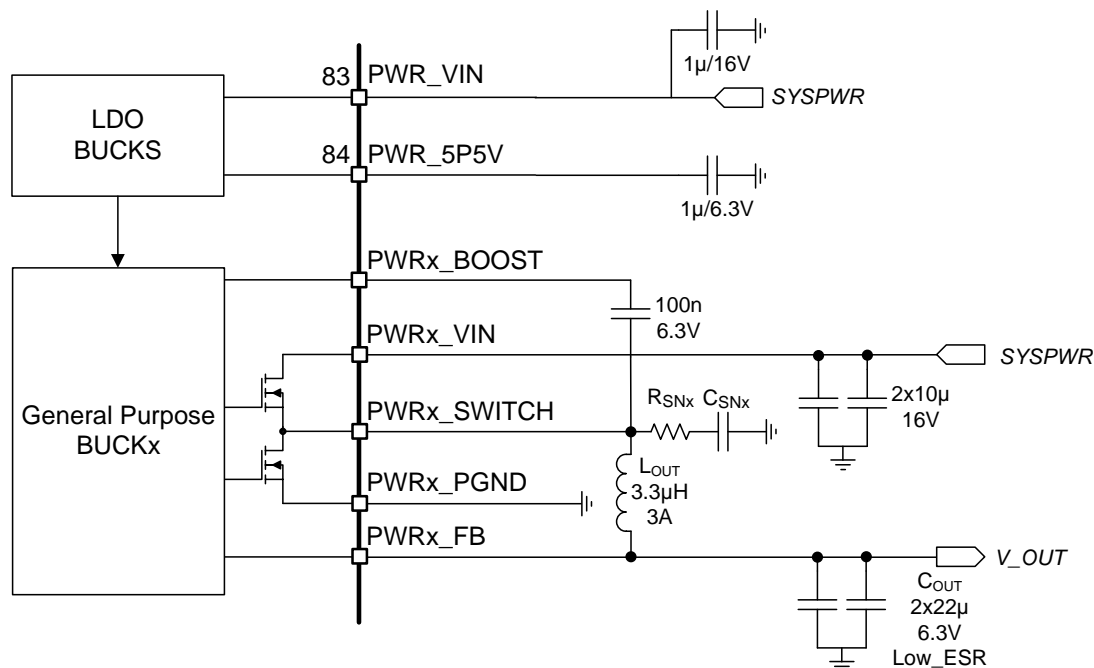 1µ/16V
83 PWR_VIN
SYSPWR
LDO
BUCKS
84 PWR_5P5V
1µ/6.3V
PWRx_BOOST
100n
6.3V
PWRx_VIN
SYSPWR
2x10µ
16V
General Purpose
BUCKx
PWRx_SWITCH
RSNx CSNx
LOUT
3.3µH
3A
PWRx_PGND
PWRx_FB
V_OUT
COUT
2x22µ
6.3V
Low_ESR